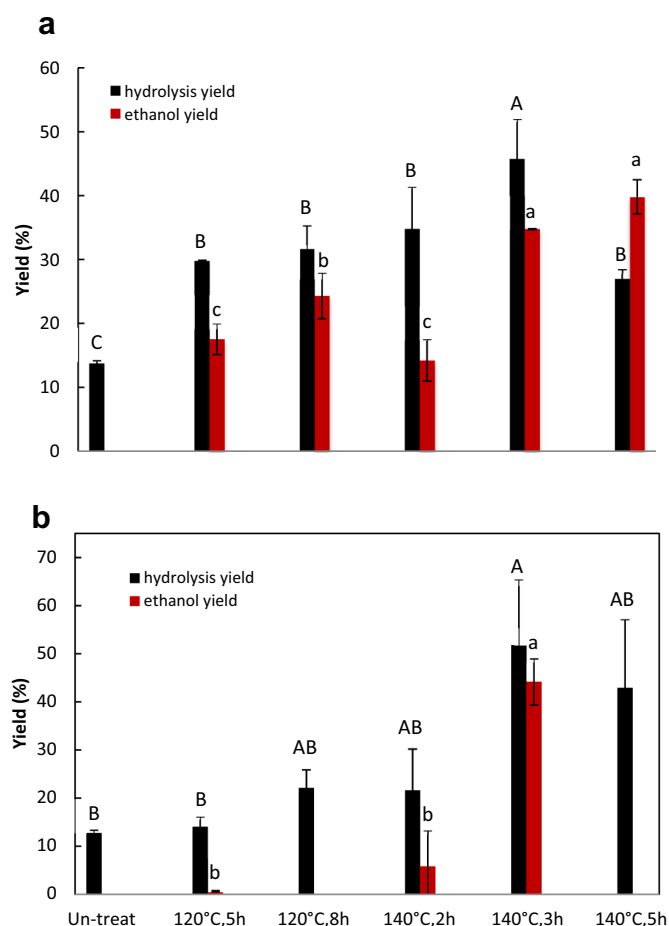 a
60
50
40
30
20
10
0
Yield (%)
hydrolysis yield
ethanol yield
C
B
c
B
b
B
c
A
a
B
a
b
70
60
50
40
30
20
10
0
Yield (%)
hydrolysis yield
ethanol yield
B
B
b
AB
AB
b
A
a
AB
Un-treat 120°C,5h 120°C,8h 140°C,2h 140°C,3h 140°C,5h